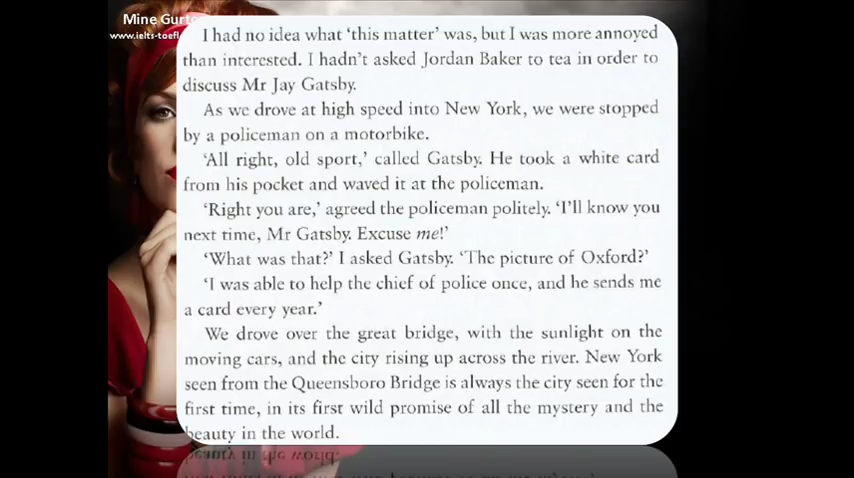 Mine Gurto
www.ielts-toefl
I had no idea what ‘this matter’ was, but I was more annoyed
than interested. I hadn’t asked Jordan Baker to tea in order to
discuss Mr Jay Gatsby.
As we drove at high speed into New York, we were stopped
by a policeman on a motorbike.
‘All right, old sport,’ called Gatsby. He took a white card
from his pocket and waved it at the policeman.
‘Right you are,’ agreed the policeman politely. ‘I’ll know you
next time, Mr Gatsby. Excuse me!’
‘What was that?’ I asked Gatsby. ‘The picture of Oxford?’
‘I was able to help the chief of police once, and he sends me
a card every year.’
We drove over the great bridge, with the sunlight on the
moving cars, and the city rising up across the river. New York
seen from the Queensboro Bridge is always the city seen for the
first time, in its first wild promise of all the mystery and the
beauty in the world.